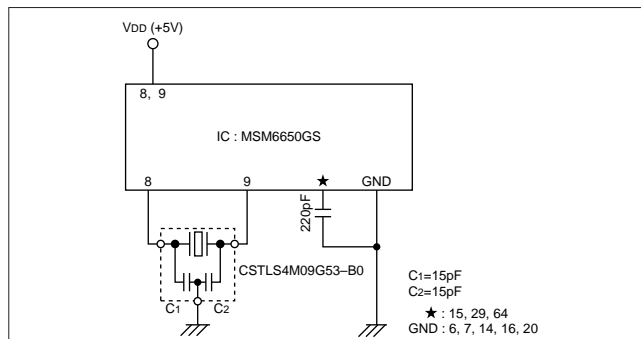 VDD (+5V)
8, 9
IC : MSM6650GS
8
9
★
GND
220pF
CSTLS4M09G53–B0
C1
C2
C1=15pF
C2=15pF
★ : 15, 29, 64
GND : 6, 7, 14, 16, 20